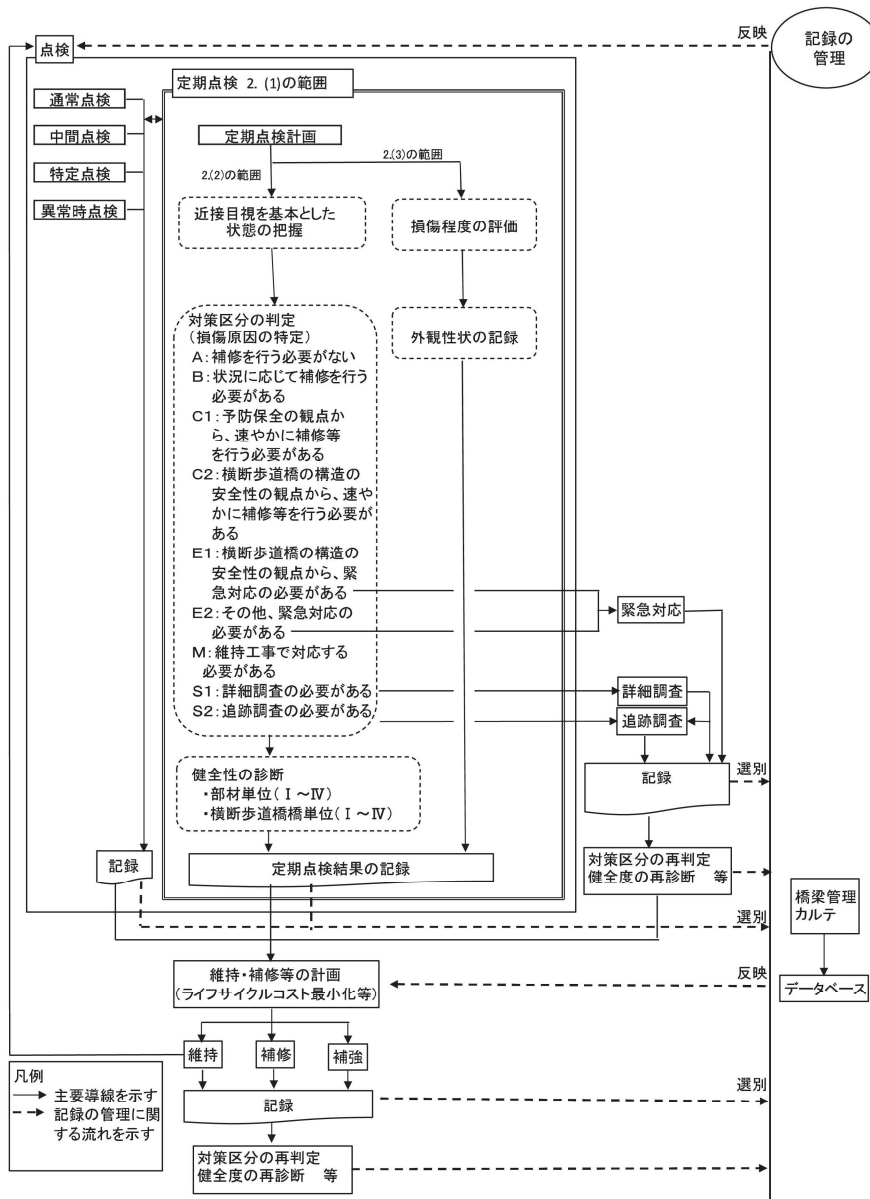 反映
記録の
管理
点検
定期点検 2. (1)の範囲
通常点検
中間点検
特定点検
異常時点検
定期点検計画
2.(3)の範囲
2.(2)の範囲
近接目視を基本とした
状態の把握
損傷程度の評価
対策区分の判定
(損傷原因の特定)
A:補修を行う必要がない
B:状況に応じて補修を行う
必要がある
C1:予防保全の観点か
ら、速やかに補修等
を行う必要がある
C2:横断歩道橋の構造の
安全性の観点から、速や
かに補修等を行う必要が
ある
E1:横断歩道橋の構造の
安全性の観点から、緊
急対応の必要がある
E2:その他、緊急対応の
必要がある
M:維持工事で対応する
必要がある
S1:詳細調査の必要がある
S2:追跡調査の必要がある
外観性状の記録
緊急対応
詳細調査
追跡調査
記録
選別
健全性の診断
・部材単位(Ⅰ～Ⅳ)
・横断歩道橋橋単位(Ⅰ～Ⅳ)
記録
定期点検結果の記録
対策区分の再判定
健全度の再診断 等
選別
橋梁管理
カルテ
データベース
維持・補修等の計画
(ライフサイクルコスト最小化等)
反映
維持
補修
補強
記録
選別
対策区分の再判定
健全度の再診断 等
凡例
主要導線を示す
記録の管理に関
する流れを示す